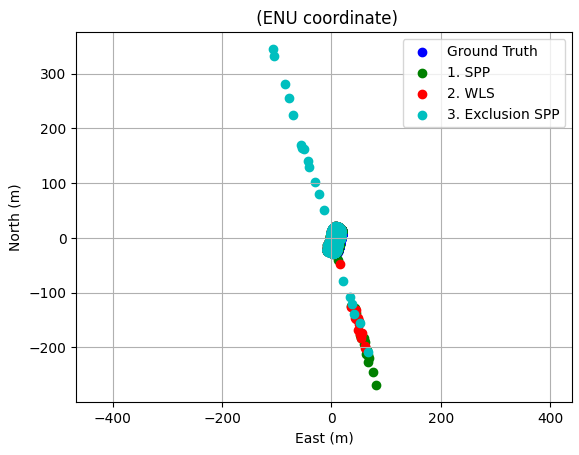 (ENU coordinate)
Ground Truth
1. SPP
2. WLS
3. Exclusion SPP
North (m)
300
200
100
0
−100
−200
−400
−200
0
200
400
East (m)